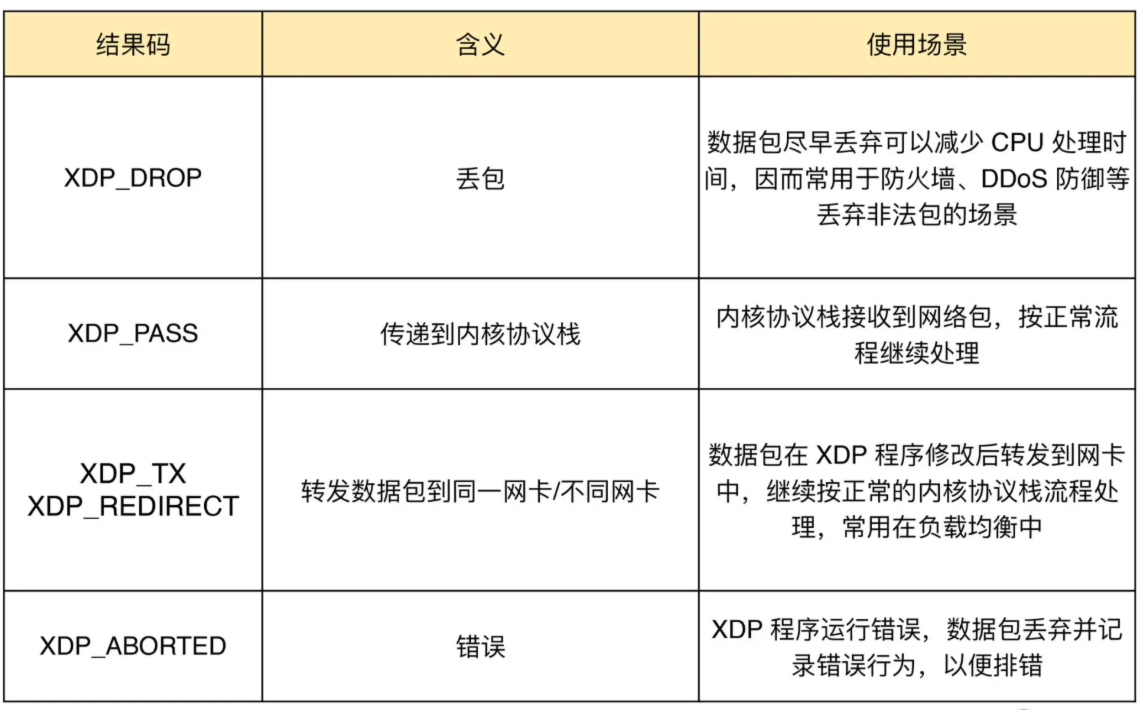 结果码
含义
使用场景
XDP_DROP
丢包
数据包尽早丢弃可以减少 CPU 处理时
间，因而常用于防火墙、DDoS 防御等
丢弃非法包的场景
XDP_PASS
传递到内核协议栈
内核协议栈接收到网络包，按正常流
程继续处理
XDP_TX
XDP_REDIRECT
转发数据包到同一网卡/不同网卡
数据包在 XDP 程序修改后转发到网卡
中，继续按正常的内核协议栈流程处
理，常用在负载均衡中
XDP_ABORTED
错误
XDP 程序运行错误，数据包丢弃并记
录错误行为，以便排错